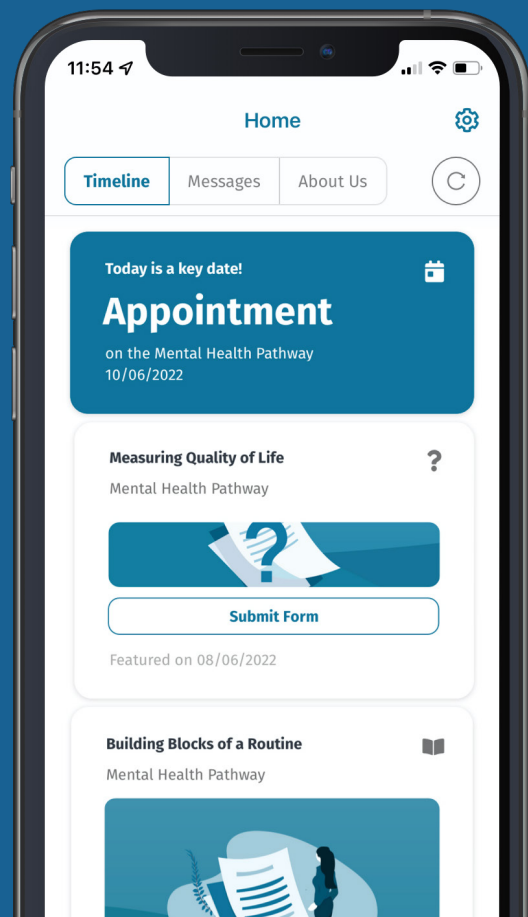 11:54
Home
Timeline
Messages
About Us
Today is a key date!
Appointment
on the Mental Health Pathway
10/06/2022
Measuring Quality of Life
?
Mental Health Pathway
?
Submit Form
Featured on 08/06/2022
Building Blocks of a Routine
Mental Health Pathway